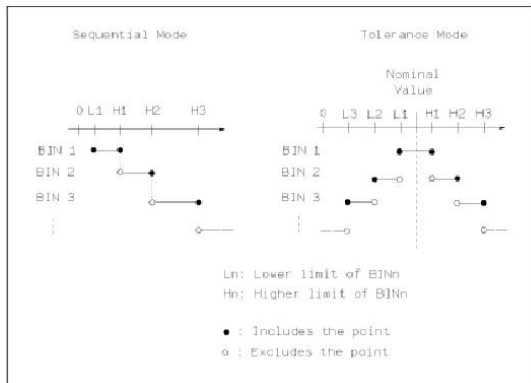 Sequential Mode Tolerance Mode
Nominal
Value
0 L1 H1 H2 H3 0 L3 L2 L1 H1 H2 H3
BIN 1 BIN 1
BIN 2 BIN 2
BIN 3 BIN 3
Ln: Lower limit of BINn
Hn: Higher limit of BINn
● : Includes the point
○ : Excludes the point